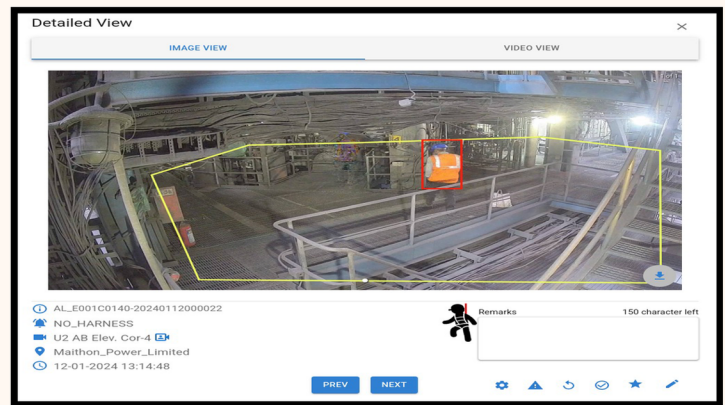 Detailed View
IMAGE VIEW
VIDEO VIEW
AL_E001C0140-20240112000022
NO_HARNESS
U2 AB Elev. Cor-4
Maithon_Power_Limited
12-01-2024 13:14:48
Remarks
150 character left
PREV
NEXT